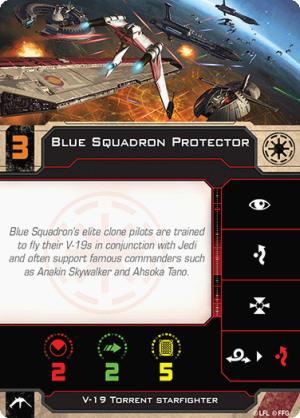 3
BLUE SQUADRON PROTECTOR
Blue Squadron's elite clone pilots are trained
to fly their V-19s in conjunction with Jedi
and often support famous commanders such
as Anakin Skywalker and Ahsoka Tano.
2 2 5
V-19 TORRENT STARFIGHTER
©LFL ©FFG